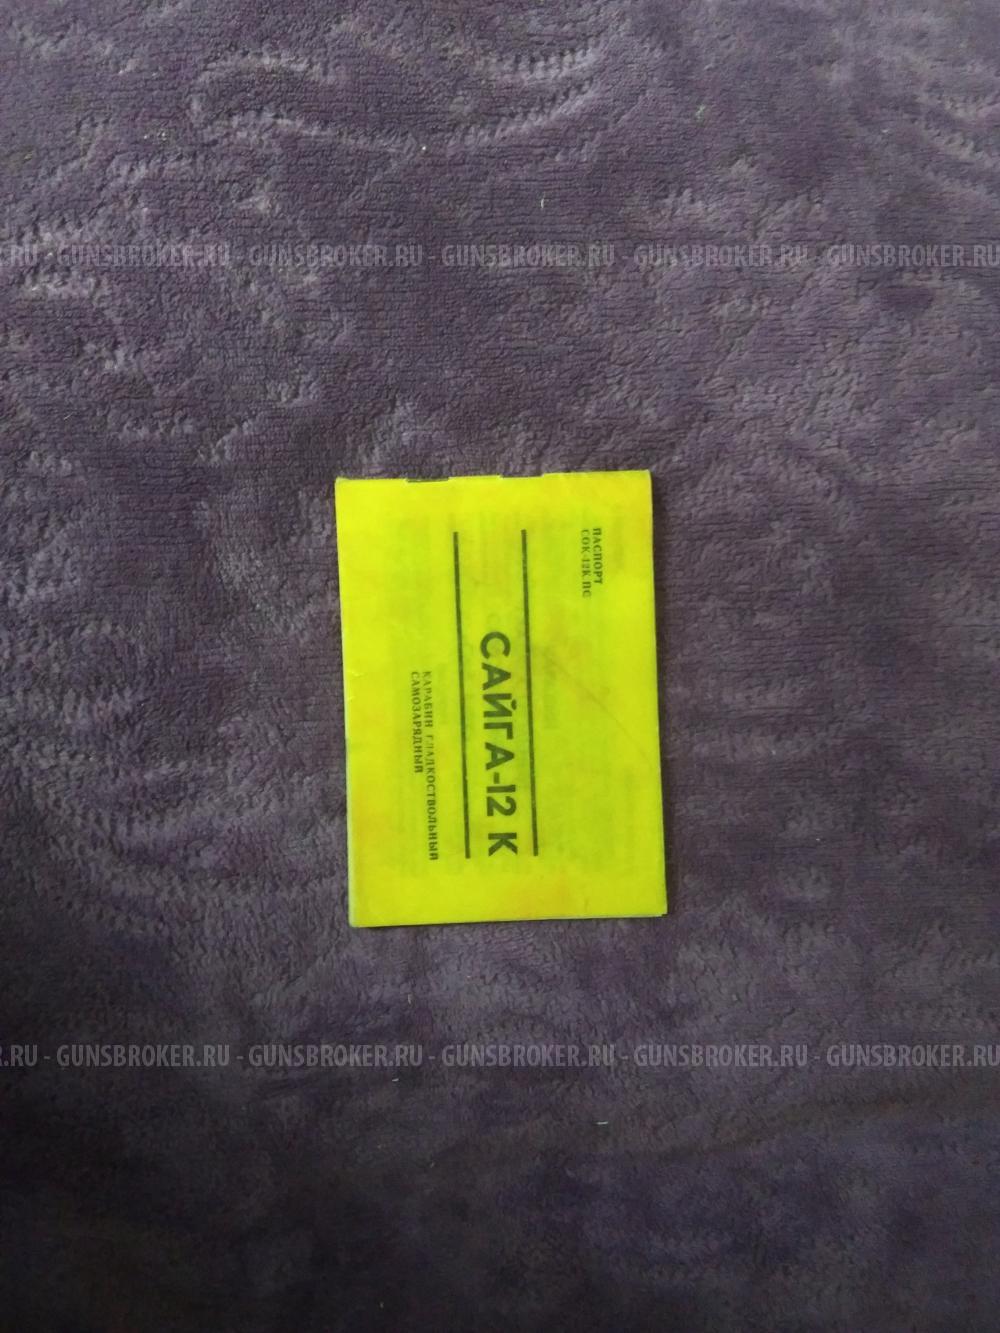 ПАСПОРТ
СОК-12К ПС
САЙГА-12 К
КАРАБИН ГЛАДКОСТВОЛЬНЫЙ
САМОЗАРЯДНЫЙ
R.RU - GUNSBROKER.RU - GUNSBROKER.RU - GUNSBROKER.RU - GUNSBROKER.RU - GUNSBROKER.RU
R.RU - GUNSBROKER.RU - GUNSBROKER.RU - GUNSBROKER.RU - GUNSBROKER.RU - GUNSBROKER.RU